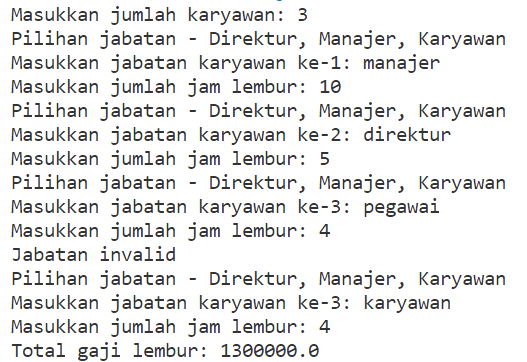 Masukkan jumlah karyawan: 3
Pilihan jabatan - Direktur, Manajer, Karyawan
Masukkan jabatan karyawan ke-1: manajer
Masukkan jumlah jam lembur: 10
Pilihan jabatan - Direktur, Manajer, Karyawan
Masukkan jabatan karyawan ke-2: direktur
Masukkan jumlah jam lembur: 5
Pilihan jabatan - Direktur, Manajer, Karyawan
Masukkan jabatan karyawan ke-3: pegawai
Masukkan jumlah jam lembur: 4
Jabatan invalid
Pilihan jabatan - Direktur, Manajer, Karyawan
Masukkan jabatan karyawan ke-3: karyawan
Masukkan jumlah jam lembur: 4
Total gaji lembur: 1300000.0